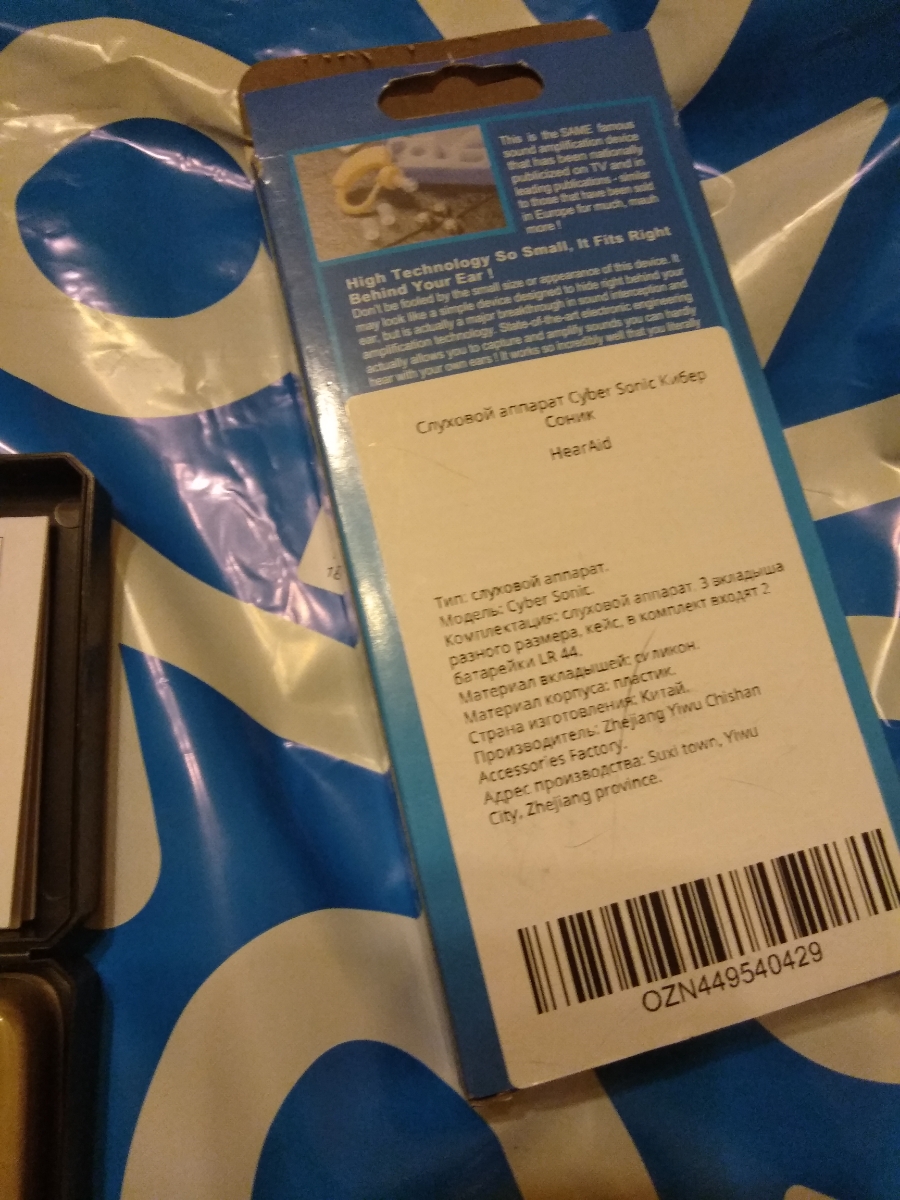 This is the SAME famous
sound amplification device
that has been nationally
publicized on TV and in
leading publications - similar
to those that have been sold
in Europe for much, mauh
more !
High Technology So Small, It Fits Right
Behind Your Ear !
Don't be fooled by the small size or appearance of this device. It
may look like a simple device designed to hide right behind your
ear, but is actually a major breakthrough in sound interception and
amplification technology. State-of-the-art electronic engineering
actually allows you to capture and amplify sounds you can hardly
hear with your own ears ! It works so incredibly well that you literally
Слуховой аппарат Cyber Sonic Кибер
Соник
HearAid
Тип: слуховой аппарат.
Модель: Cyber Sonic.
Комплектация: слуховой аппарат, 3 вкладыша
разного размера, кейс, в комплект входят 2
батарейки LR 44.
Материал вкладышей: силикон.
Материал корпуса: пластик.
Страна изготовления: Китай.
Производитель: Zhejiang Yiwu Chishan
Accessories Factory.
Адрес производства: Suxi town, Yiwu
City, Zhejiang province.
OZN449540429